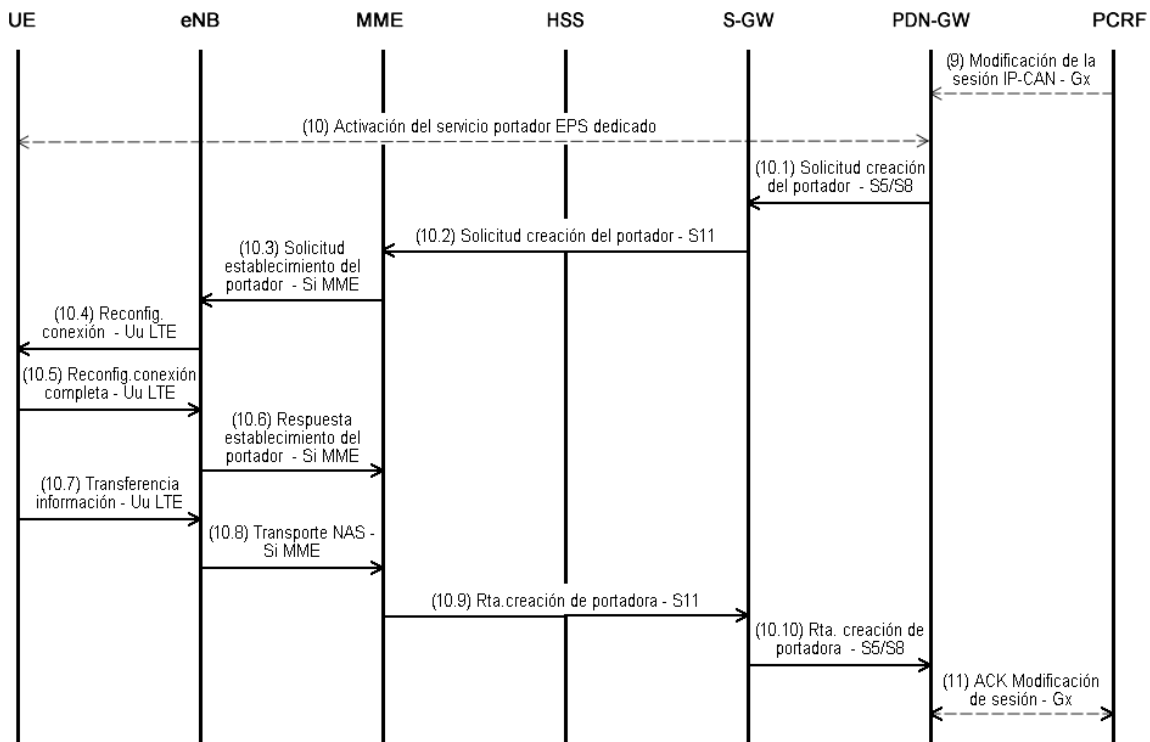 UE eNB MME HSS S-GW PDN-GW PCRF
(9) Modificación de la
sesión IP-CAN - Gx
(10) Activación del servicio portador EPS dedicado
(10.1) Solicitud creación
del portador - S5/S8
(10.2) Solicitud creación del portador - S11
(10.3) Solicitud
establecimiento del
portador - Si MME
(10.4) Reconfig.
conexión - Uu LTE
(10.5) Reconfig.conexión
completa - Uu LTE
(10.6) Respuesta
establecimiento del
portador - Si MME
(10.7) Transferencia
información - Uu LTE
(10.8) Transporte NAS -
Si MME
(10.9) Rta.creación de portadora - S11
(10.10) Rta. creación de
portadora - S5/S8
(11) ACK Modificación
de sesión - Gx